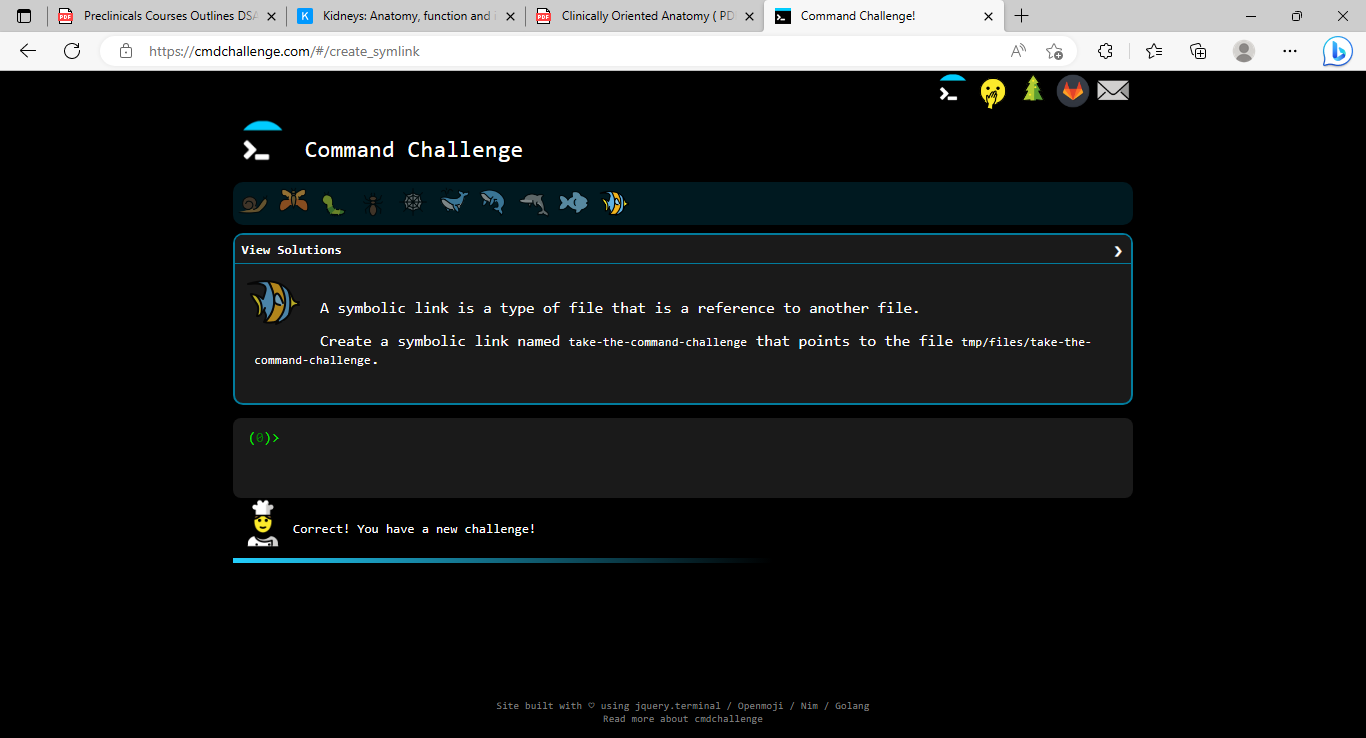 Preclinicals Courses Outlines DSA
Kidneys: Anatomy, function and
Clinically Oriented Anatomy ( PD
Command Challenge!
https://cmdchallenge.com/#/create_symlink
Command Challenge
View Solutions
A symbolic link is a type of file that is a reference to another file.
Create a symbolic link named take-the-command-challenge that points to the file tmp/files/take-the-
command-challenge.
(0)>
Correct! You have a new challenge!
Site built with ♡ using jquery.terminal / Openmoji / Nim / Golang
Read more about cmdchallenge